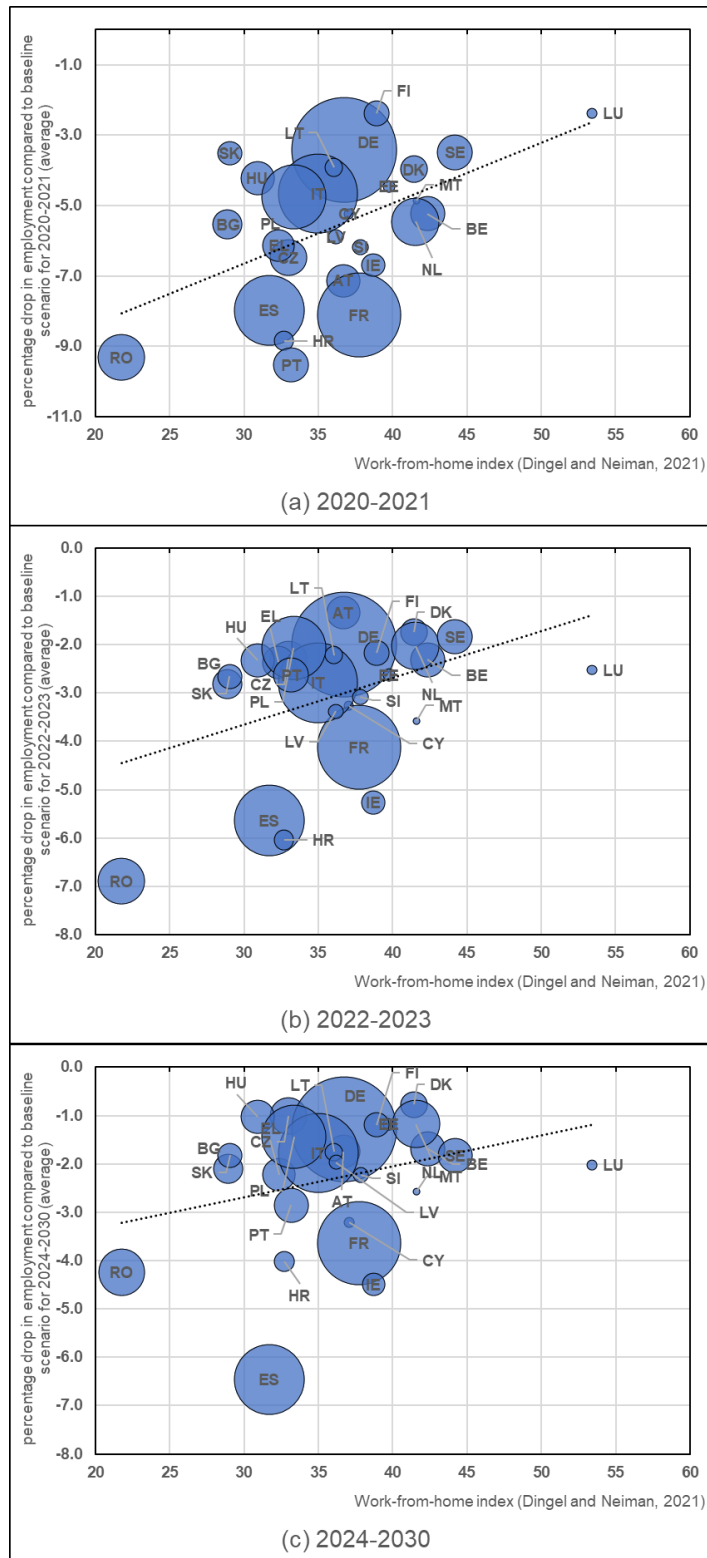 percentage drop in employment compared to baseline
scenario for 2020-2021 (average)
-1.0
-3.0
-5.0
-7.0
-9.0
-11.0
FI
LT
DE
LU
SK
SE
HU
DK
EE
MT
IT
CY
BG
PL
LV
BE
EL
SI
CZ
NL
IE
AT
ES
FR
HR
RO
PT
20 25 30 35 40 45 50 55 60
Work-from-home index (Dingel and Neiman, 2021)
(a) 2020-2021
percentage drop in employment compared to baseline
scenario for 2022-2023 (average)
0.0
-1.0
-2.0
-3.0
-4.0
-5.0
-6.0
-7.0
-8.0
LT
AT
FI
DK
EL
HU
DE
SE
BG
PT
BE
LU
CZ
IT
EE
SK
NL
PL
SI
MT
LV
FR
CY
IE
ES
HR
RO
20 25 30 35 40 45 50 55 60
Work-from-home index (Dingel and Neiman, 2021)
(b) 2022-2023
percentage drop in employment compared to baseline
scenario for 2024-2030 (average)
0.0
-1.0
-2.0
-3.0
-4.0
-5.0
-6.0
-7.0
-8.0
FI
LT
HU
DK
DE
EL
EE
CZ
BG
IT
SE
SK
BE
LU
NL
SI
MT
PL
AT
LV
PT
FR
CY
RO
HR
IE
ES
20 25 30 35 40 45 50 55 60
Work-from-home index (Dingel and Neiman, 2021)
(c) 2024-2030